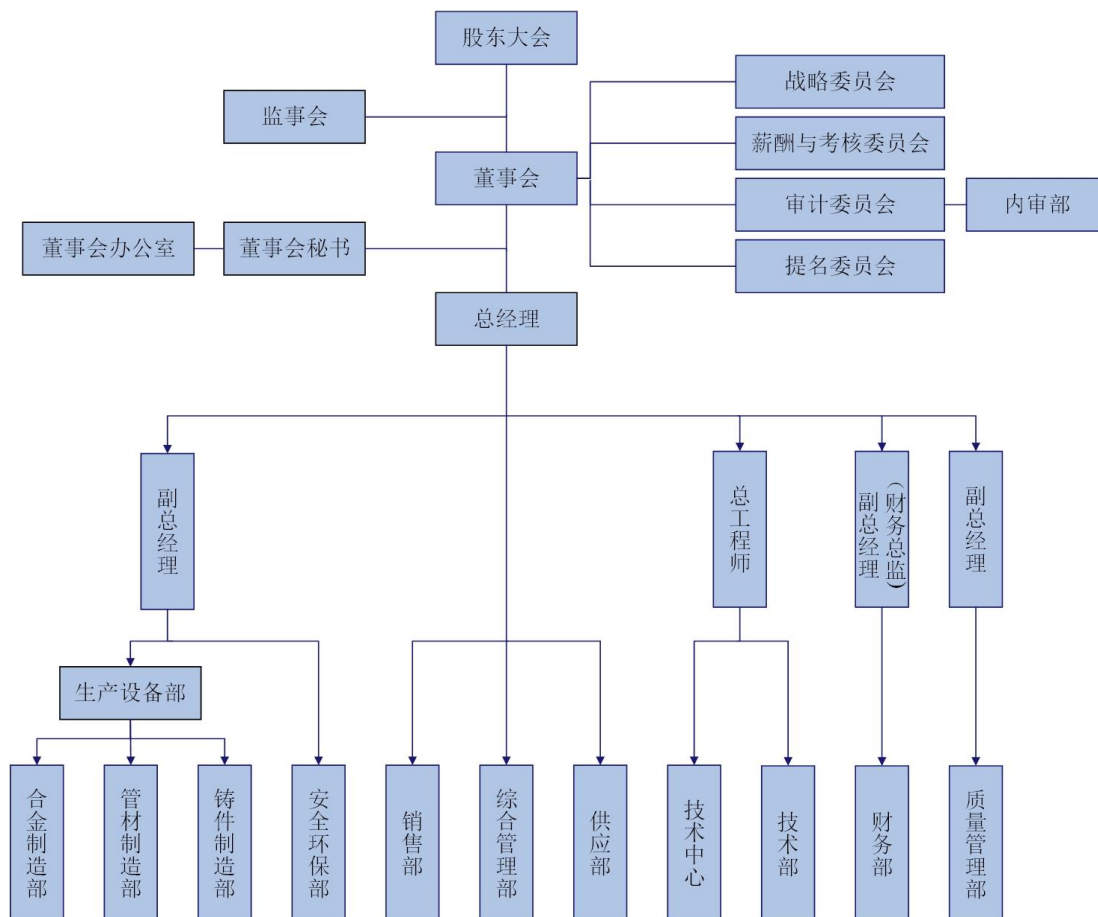 股东大会
战略委员会
监事会
薪酬与考核委员会
董事会
审计委员会
内审部
董事会办公室
董事会秘书
提名委员会
总经理
副总经理
总工程师
副总经理
(财务总监)
副总经理
生产设备部
合金制造部
管材制造部
铸件制造部
安全环保部
销售部
综合管理部
供应部
技术中心
技术部
财务部
质量管理部